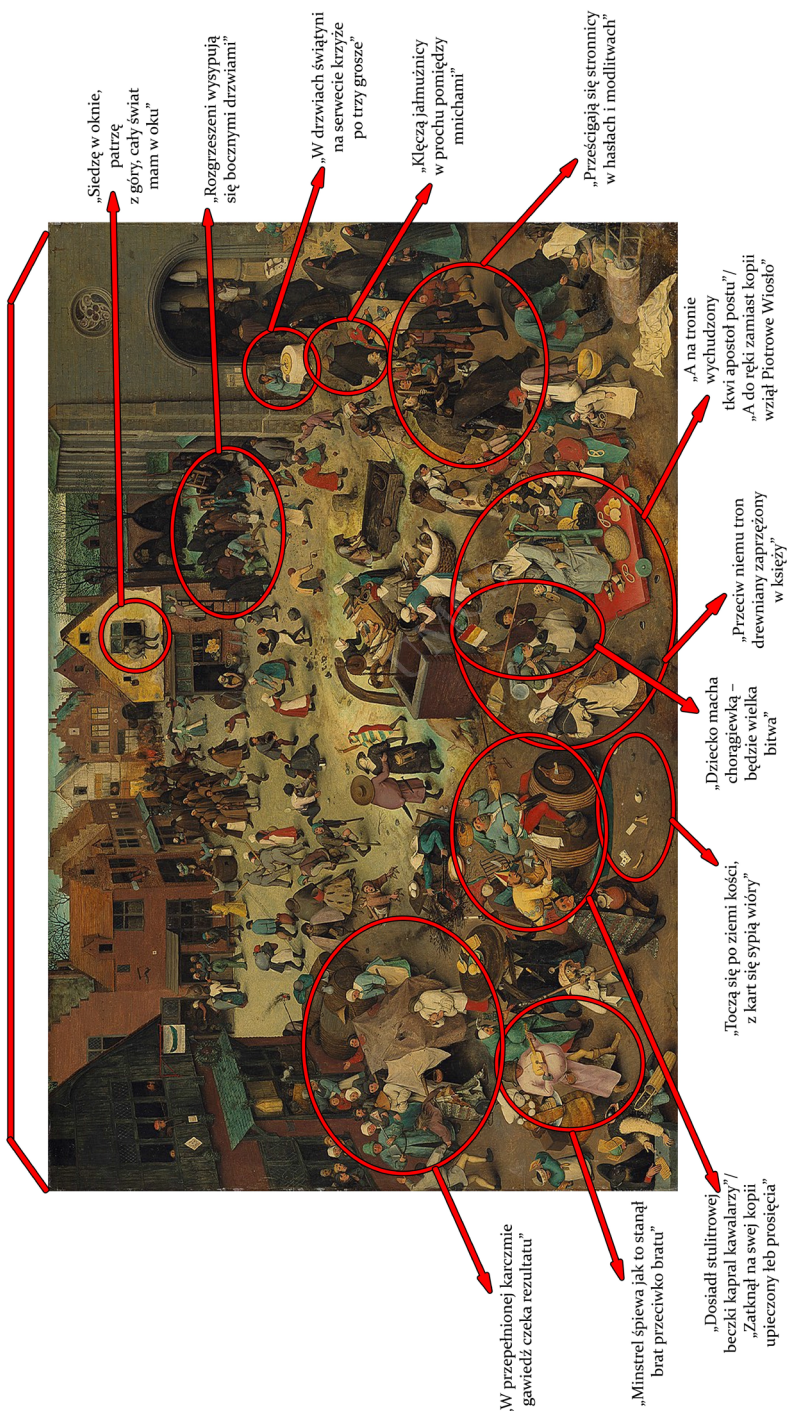 „Siedzę w oknie,
patrzę
z góry, cały świat
mam w oku”
„Rozgrzeszeni wysypują
się bocznymi drzwiami”
„W drzwiach świątyni
na serwecie krzyże
po trzy grosze”
„Klęczą jałmużnicy
w prochu pomiędzy
mnichami”
„W przepełnionej karczmie
gawiedź czeka rezultatu”
„Prześcigają się stronnicy
w hasłach i modlitwach”
„Minstrel śpiewa jak to stanął
brat przeciwko bratu”
„Dosiadł stulitrowej
beczki kapral kawalarzy”/
„Zatknął na swej kopii
upieczony łeb prosięcia”
„Toczą się po ziemi kości,
z kart się sypią wióry”
„Dziecko macha
chorągiewką –
będzie wielka
bitwa”
„Przeciw niemu tron
drewniany zaprzężony
w księży”
„A na tronie
wychudzony
tkwi apostoł postu”/
„A do ręki zamiast kopii
wziął Piotrowe Wiosło”